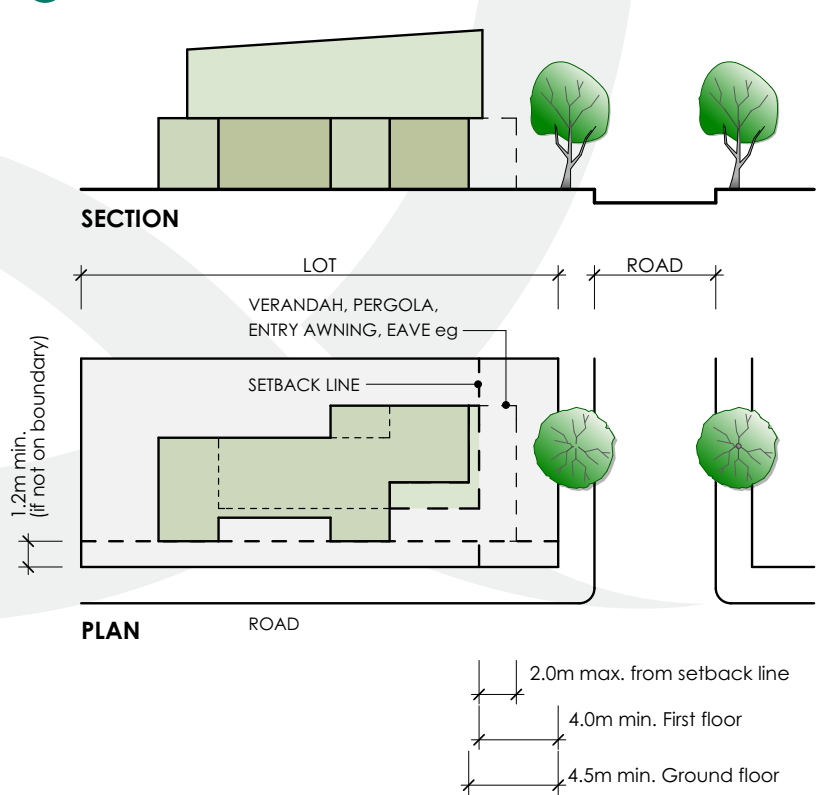 SECTION
LOT
ROAD
VERANDAH, PERGOLA,
ENTRY AWNING, EAVE eg
SETBACK LINE
1.2m min.
(if not on boundary)
PLAN
ROAD
2.0m max. from setback line
4.0m min. First floor
4.5m min. Ground floor